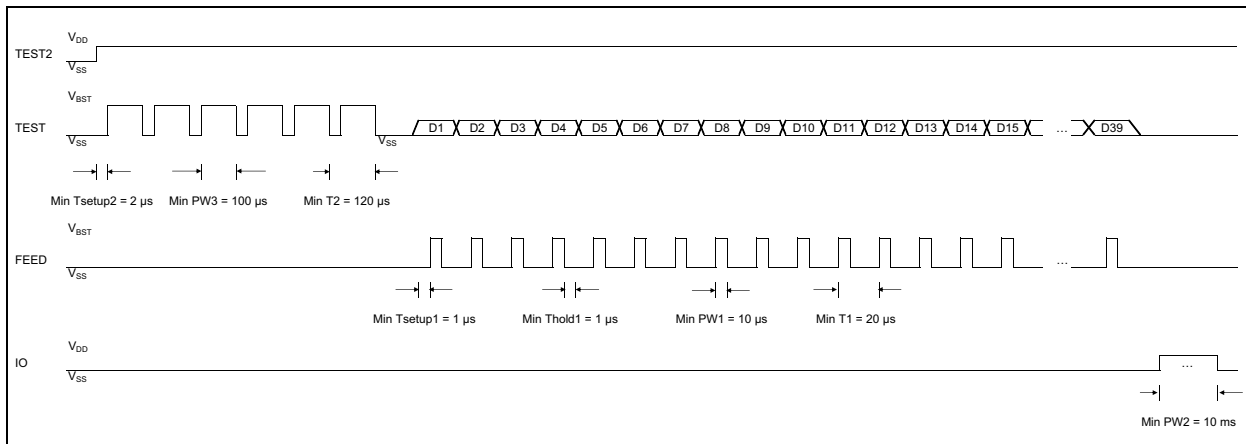 VDD
TEST2
VSS
VBST
TEST
VSS
VSS
D1 D2 D3 D4 D5 D6 D7 D8 D9 D10 D11 D12 D13 D14 D15 ... D39
Min Tsetup2 = 2 µs Min PW3 = 100 µs Min T2 = 120 µs
VBST
FEED
VSS
...
Min Tsetup1 = 1 µs Min Thold1 = 1 µs Min PW1 = 10 µs Min T1 = 20 µs
VDD
IO
VSS
...
Min PW2 = 10 ms